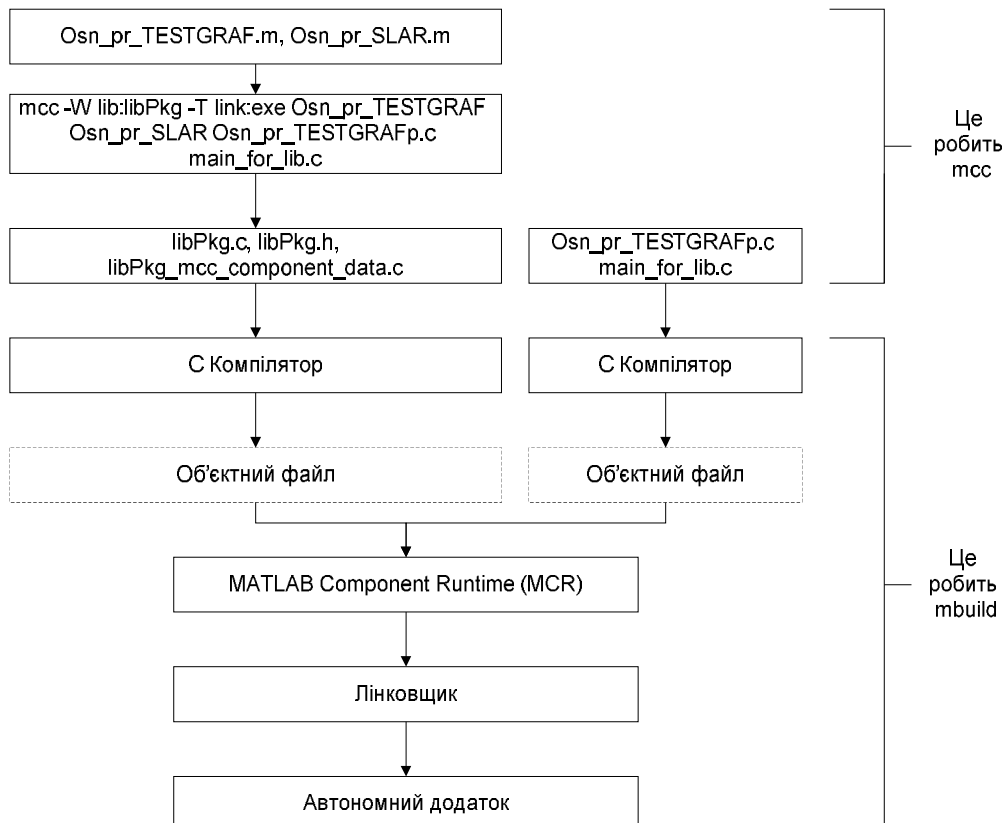 Osn_pr_TESTGRAF.m, Osn_pr_SLAR.m
mcc -W lib:libPkg -T link:exe Osn_pr_TESTGRAF
Osn_pr_SLAR Osn_pr_TESTGRAFp.c
main_for_lib.c
Це
робить
mcc
libPkg.c, libPkg.h,
libPkg_mcc_component_data.c
Osn_pr_TESTGRAFp.c
main_for_lib.c
С Компілятор
С Компілятор
Об'єктний файл
Об'єктний файл
MATLAB Component Runtime (MCR)
Це
робить
mbuild
Лінковщик
Автономний додаток